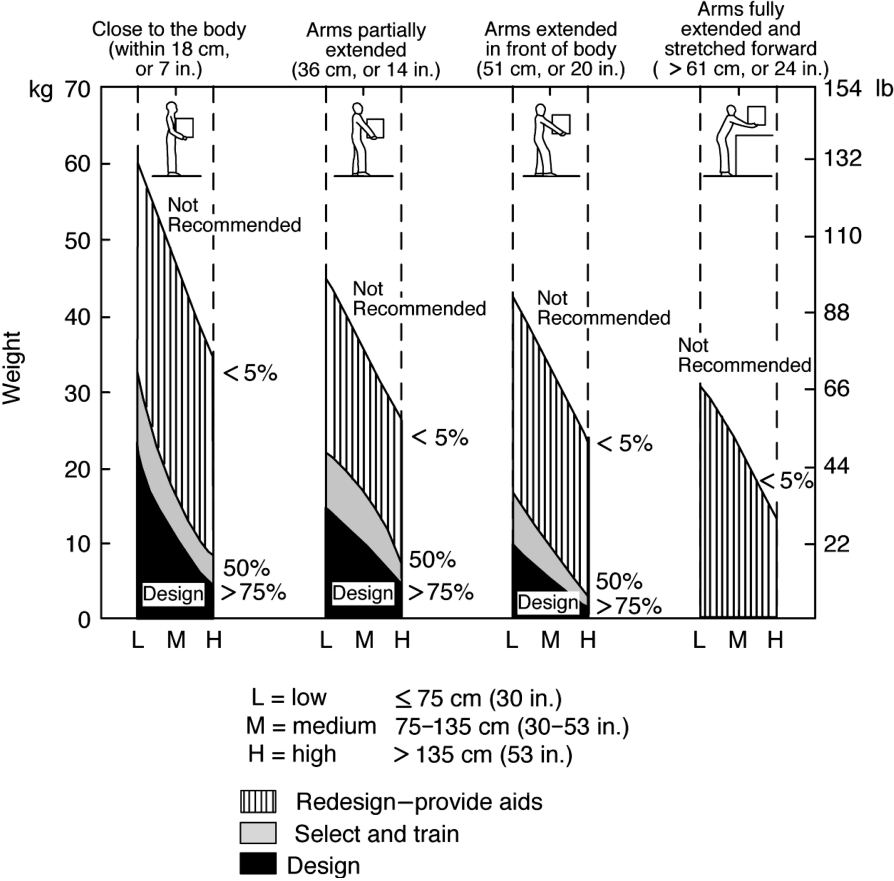 Close to the body
(within 18 cm,
or 7 in.)
Arms partially
extended
(36 cm, or 14 in.)
Arms extended
in front of body
(51 cm, or 20 in.)
Arms fully
extended and
stretched forward
( > 61 cm, or 24 in.)
kg
70
60
50
40
30
20
10
0
Weight
154 lb
132
110
88
66
44
22
Not
Recommended
< 5%
50%
>75%
Design
Not
Recommended
< 5%
50%
>75%
Design
Not
Recommended
< 5%
50%
>75%
Design
Not
Recommended
< 5%
L M H
L M H
L M H
L M H
L = low ≤ 75 cm (30 in.)
M = medium 75–135 cm (30–53 in.)
H = high > 135 cm (53 in.)
Redesign–provide aids
Select and train
Design